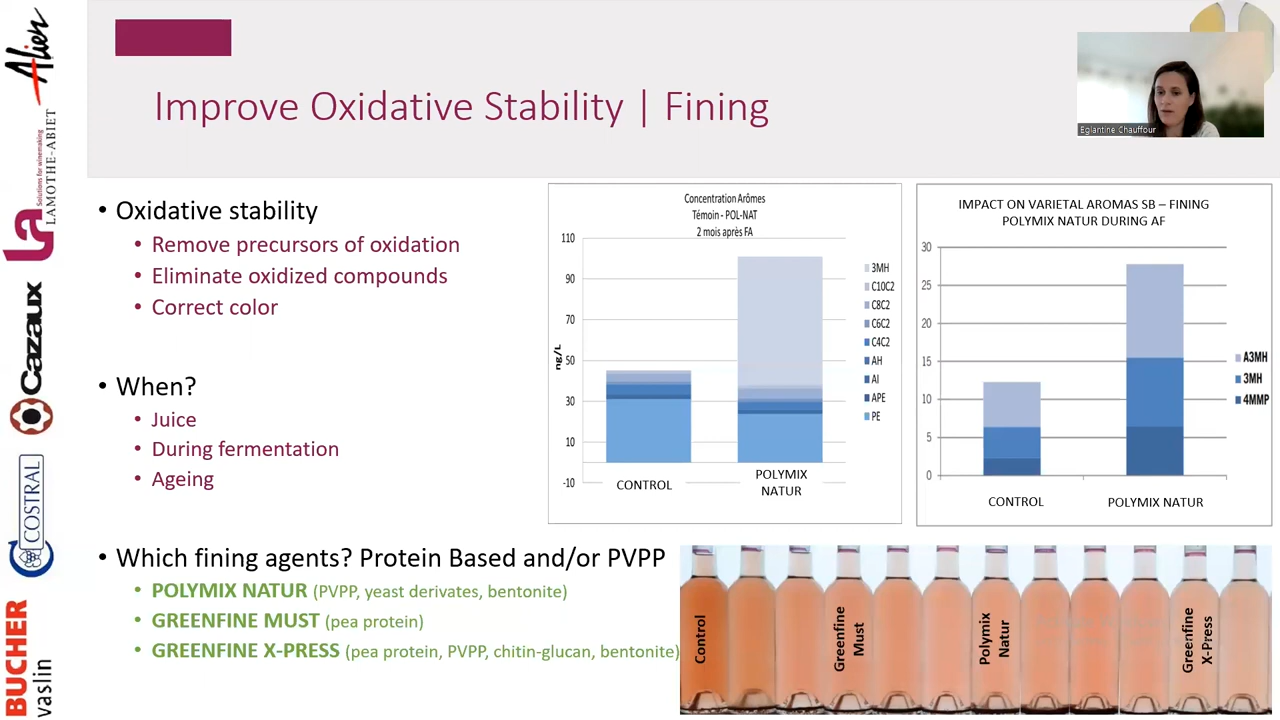 Alien
Solutions for winemaking
La
LAMOTHE-ABIET
Cazaux
COSTRAL
BUCHER
vaslin
Improve Oxidative Stability | Fining
Eglantine Chauffour
• Oxidative stability
• Remove precursors of oxidation
• Eliminate oxidized compounds
• Correct color
• When?
• Juice
• During fermentation
• Ageing
• Which fining agents? Protein Based and/or PVPP
• POLYMIX NATUR (PVPP, yeast derivates, bentonite)
• GREENFINE MUST (pea protein)
• GREENFINE X-PRESS (pea protein, PVPP, chitin-glucan, bentonite)
Concentration Arômes
Témoin - POL-NAT
2 mois après FA
110
90
70
50
30
10
-10
ng/L
3MH
C10C2
C8C2
C6C2
C4C2
AH
AI
APE
PE
CONTROL
POLYMIX
NATUR
IMPACT ON VARIETAL AROMAS SB – FINING
POLYMIX NATUR DURING AF
30
25
20
15
10
5
0
A3MH
3MH
4MMP
CONTROL
POLYMIX NATUR
Control
Greenfine
Must
Polymix
Natur
Greenfine
X-Press